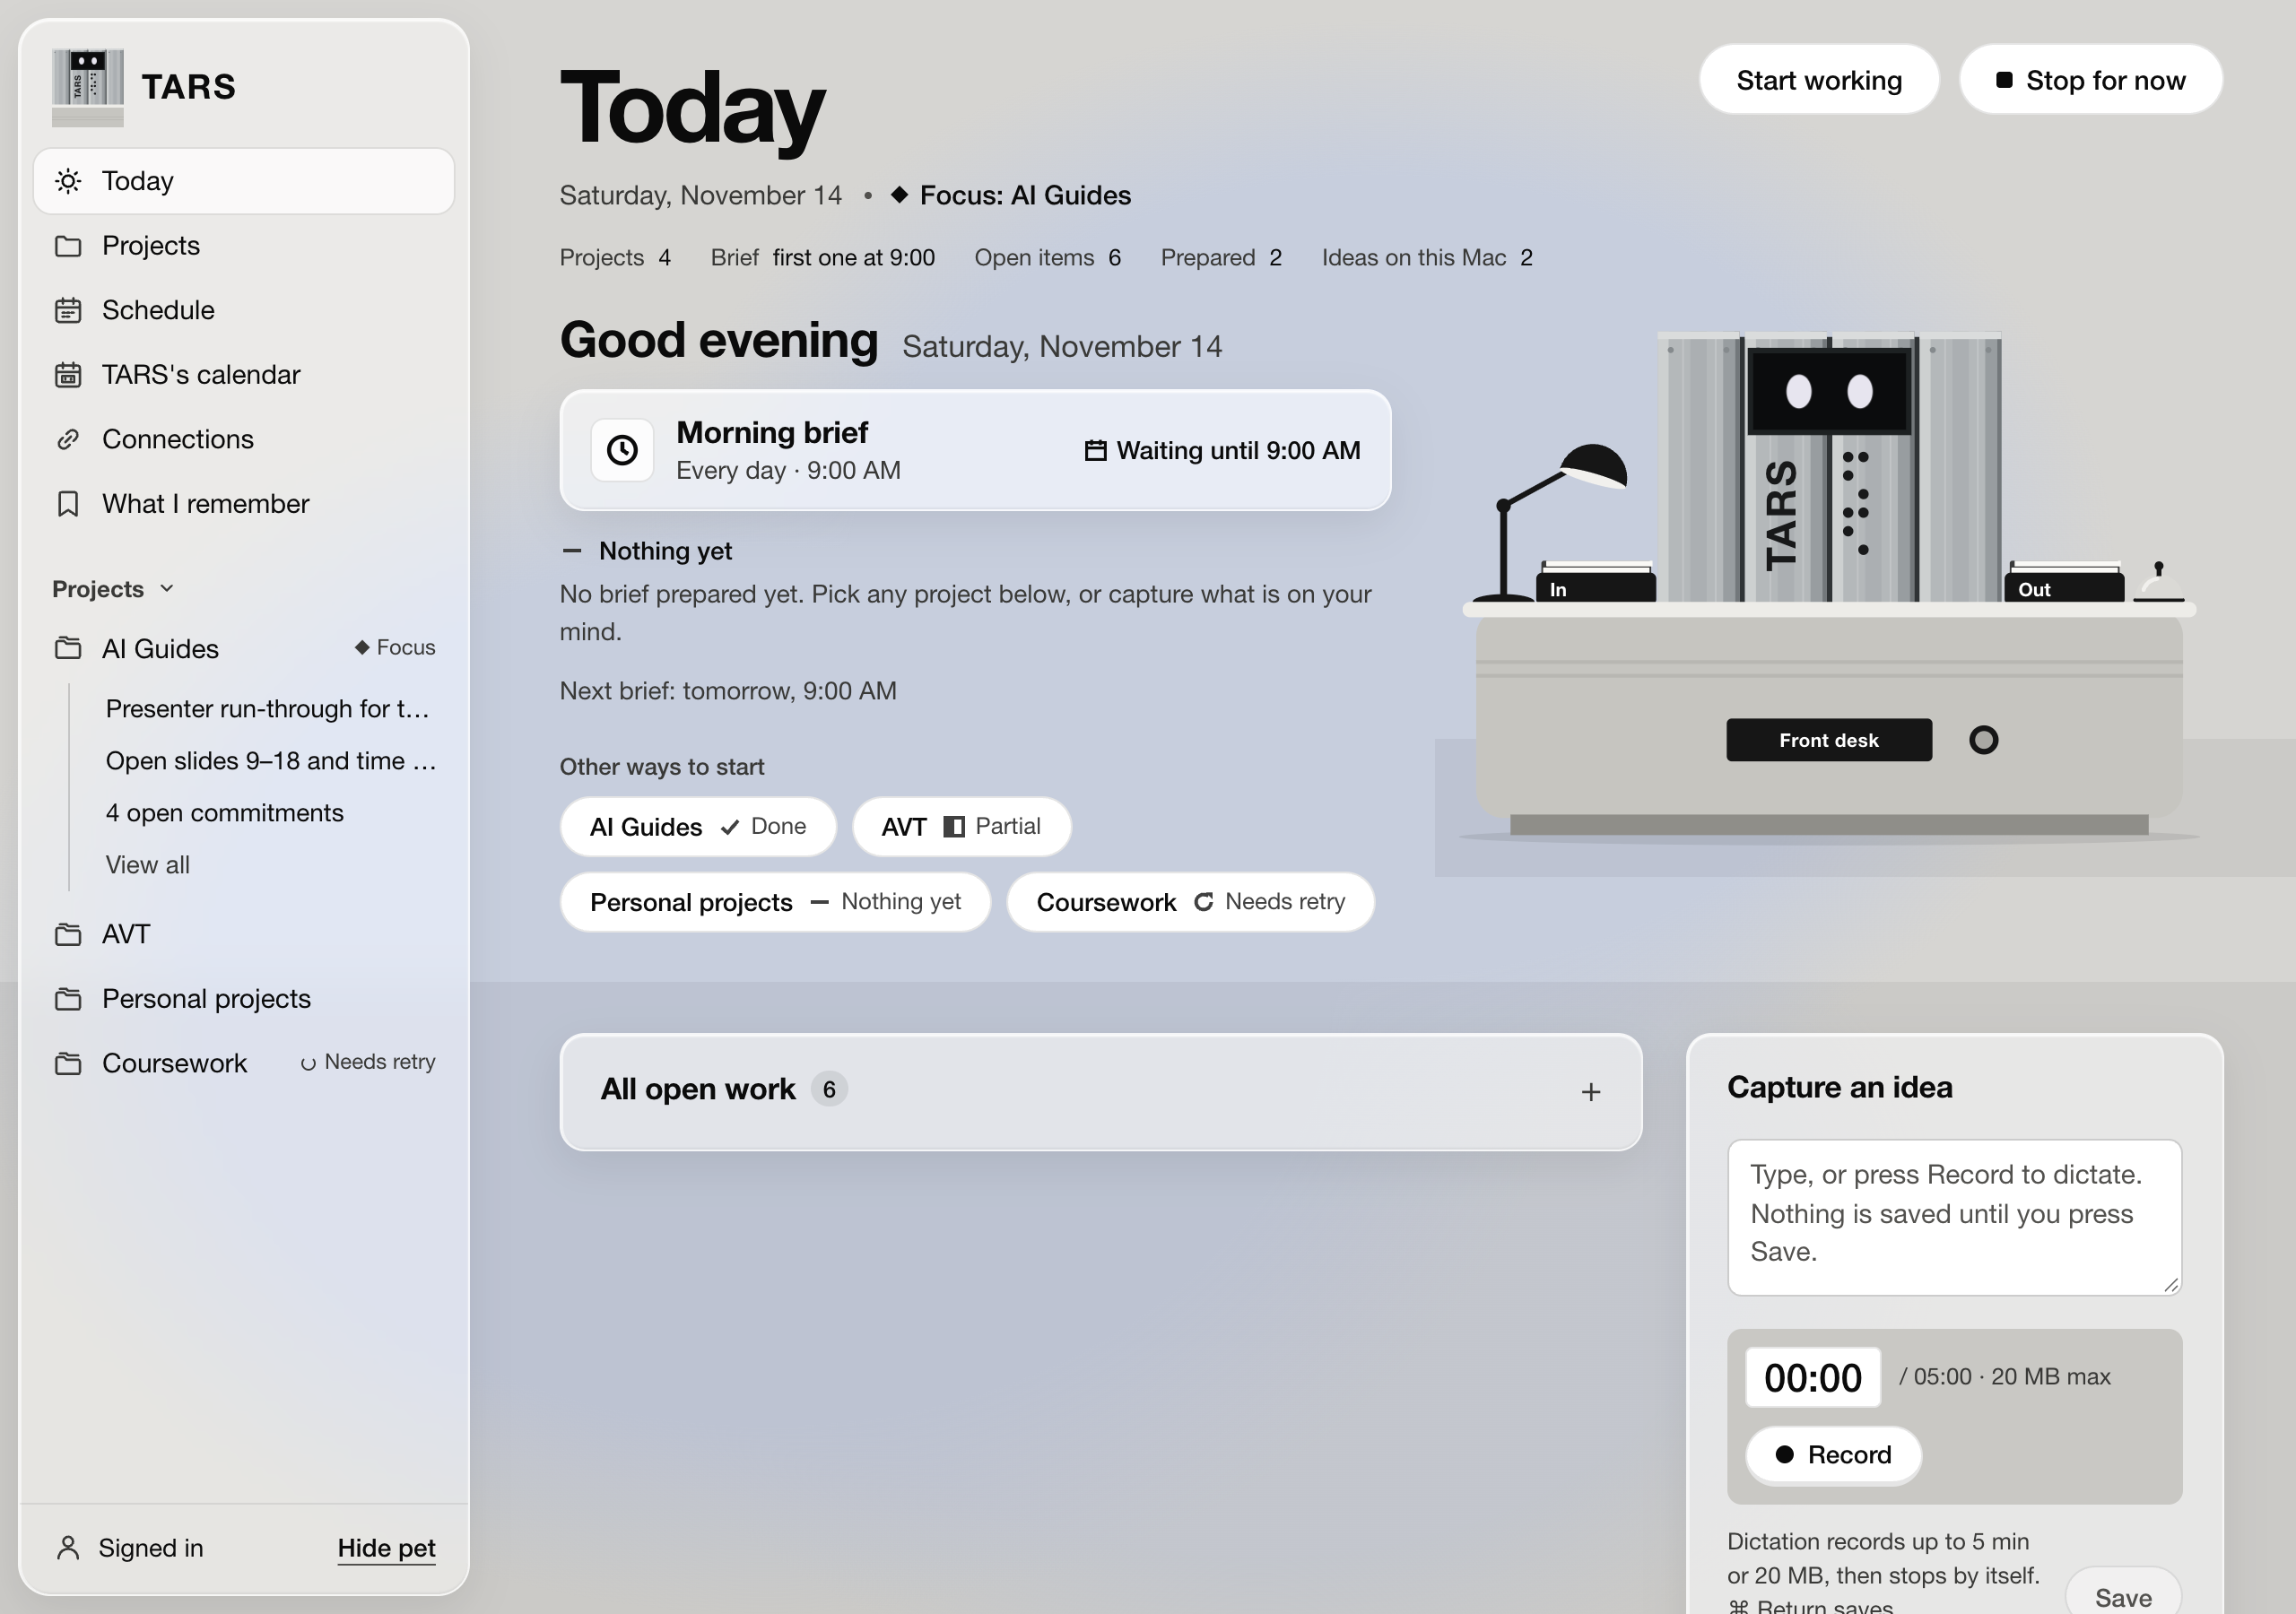 TARS
TARS
Today
Projects
Schedule
TARS's calendar
Connections
What I remember
Projects
AI Guides
Focus
Presenter run-through for t…
Open slides 9–18 and time …
4 open commitments
View all
AVT
Personal projects
Coursework
Needs retry
Signed in
Hide pet
Today
Start working
Stop for now
Saturday, November 14 • Focus: AI Guides
Projects 4 Brief first one at 9:00 Open items 6 Prepared 2 Ideas on this Mac 2
Good evening Saturday, November 14
Morning brief
Every day · 9:00 AM
Waiting until 9:00 AM
Nothing yet
No brief prepared yet. Pick any project below, or capture what is on your
mind.
Next brief: tomorrow, 9:00 AM
Other ways to start
AI Guides Done
AVT Partial
Personal projects Nothing yet
Coursework Needs retry
TARS
In
Out
Front desk
All open work 6
Capture an idea
Type, or press Record to dictate.
Nothing is saved until you press
Save.
00:00 / 05:00 · 20 MB max
Record
Dictation records up to 5 min
or 20 MB, then stops by itself.
⌘ Return saves
Save